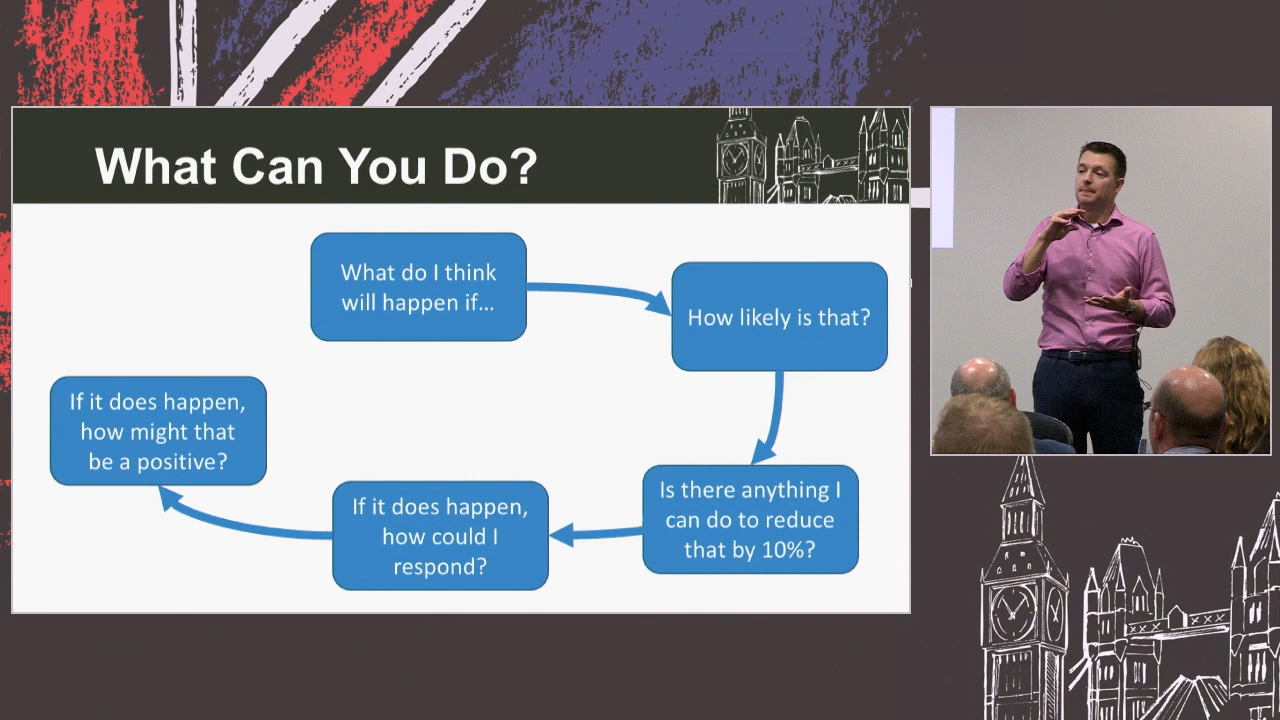 What Can You Do?
What do I think
will happen if...
How likely is that?
Is there anything I
can do to reduce
that by 10%?
If it does happen,
how could I
respond?
If it does happen,
how might that
be a positive?